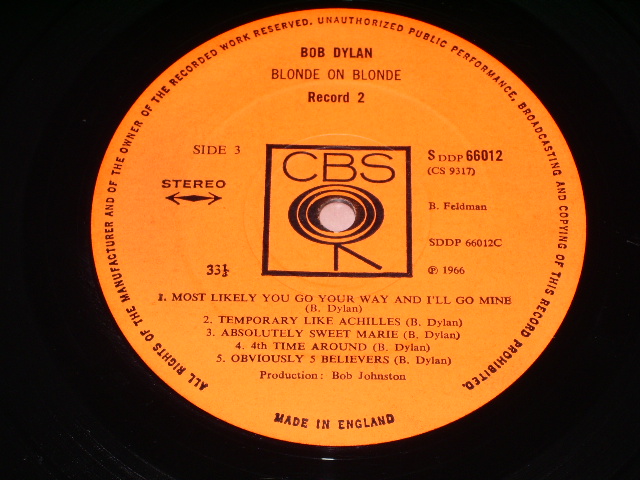 ALL RIGHTS OF THE MANUFACTURER AND OF THE OWNER OF THE RECORDED WORK RESERVED. UNAUTHORIZED PUBLIC PERFORMANCE, BROADCASTING AND COPYING OF THIS RECORD PROHIBITED.
BOB DYLAN
BLONDE ON BLONDE
Record 2
SIDE 3
STEREO
33⅓
CBS
S DDP 66012
(CS 9317)
B. Feldman
SDDP 66012C
℗ 1966
1. MOST LIKELY YOU GO YOUR WAY AND I'LL GO MINE
(B. Dylan)
2. TEMPORARY LIKE ACHILLES (B. Dylan)
3. ABSOLUTELY SWEET MARIE (B. Dylan)
4. 4th TIME AROUND (B. Dylan)
5. OBVIOUSLY 5 BELIEVERS (B. Dylan)
Production: Bob Johnston
MADE IN ENGLAND